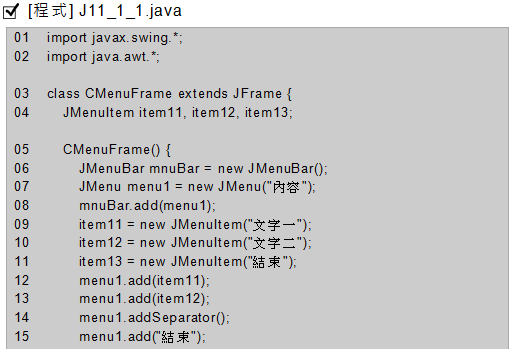 [程式] J11_1_1.java
01 import javax.swing.*;
02 import java.awt.*;
03 class CMenuFrame extends JFrame {
04 JMenuItem item11, item12, item13;
05 CMenuFrame() {
06 JMenuBar mnuBar = new JMenuBar();
07 JMenu menu1 = new JMenu("內容");
08 mnuBar.add(menu1);
09 item11 = new JMenuItem("文字一");
10 item12 = new JMenuItem("文字二");
11 item13 = new JMenuItem("結束");
12 menu1.add(item11);
13 menu1.add(item12);
14 menu1.addSeparator();
15 menu1.add("結束");